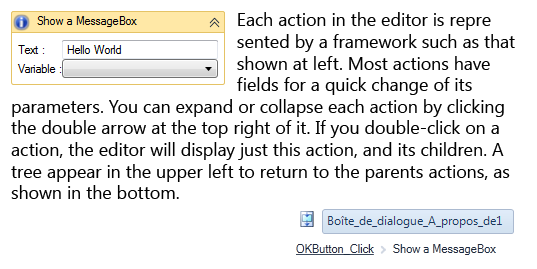 Show a MessageBox
Text :
Hello World
Variable :
Each action in the editor is repre
sented by a framework such as that
shown at left. Most actions have
fields for a quick change of its
parameters. You can expand or collapse each action by clicking
the double arrow at the top right of it. If you double-click on a
action, the editor will display just this action, and its children. A
tree appear in the upper left to return to the parents actions, as
shown in the bottom.
Boîte_de_dialogue_A_propos_de1
OKButton_Click > Show a MessageBox